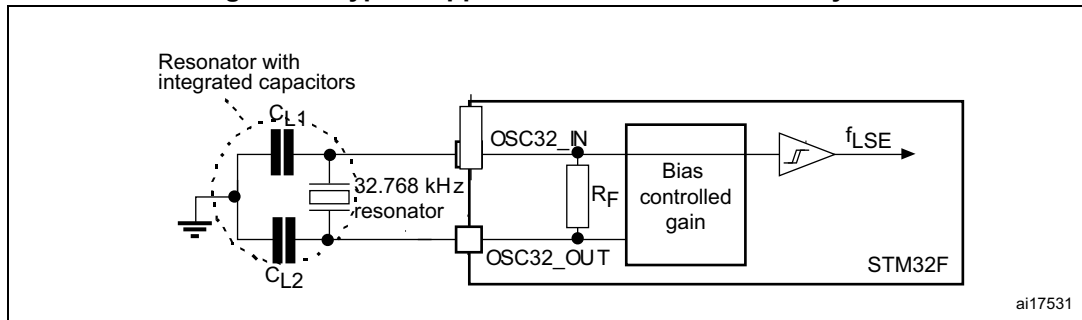 Resonator with
integrated capacitors
CL1
OSC32_IN
fLSE
32.768 kHz
resonator
RF
Bias
controlled
gain
OSC32_OUT
STM32F
CL2
ai17531